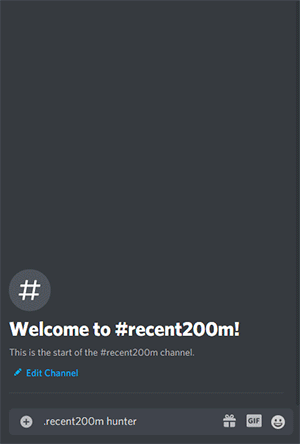 #
Welcome to #recent200m!
This is the start of the #recent200m channel.
Edit Channel
.recent200m hunter
GIF